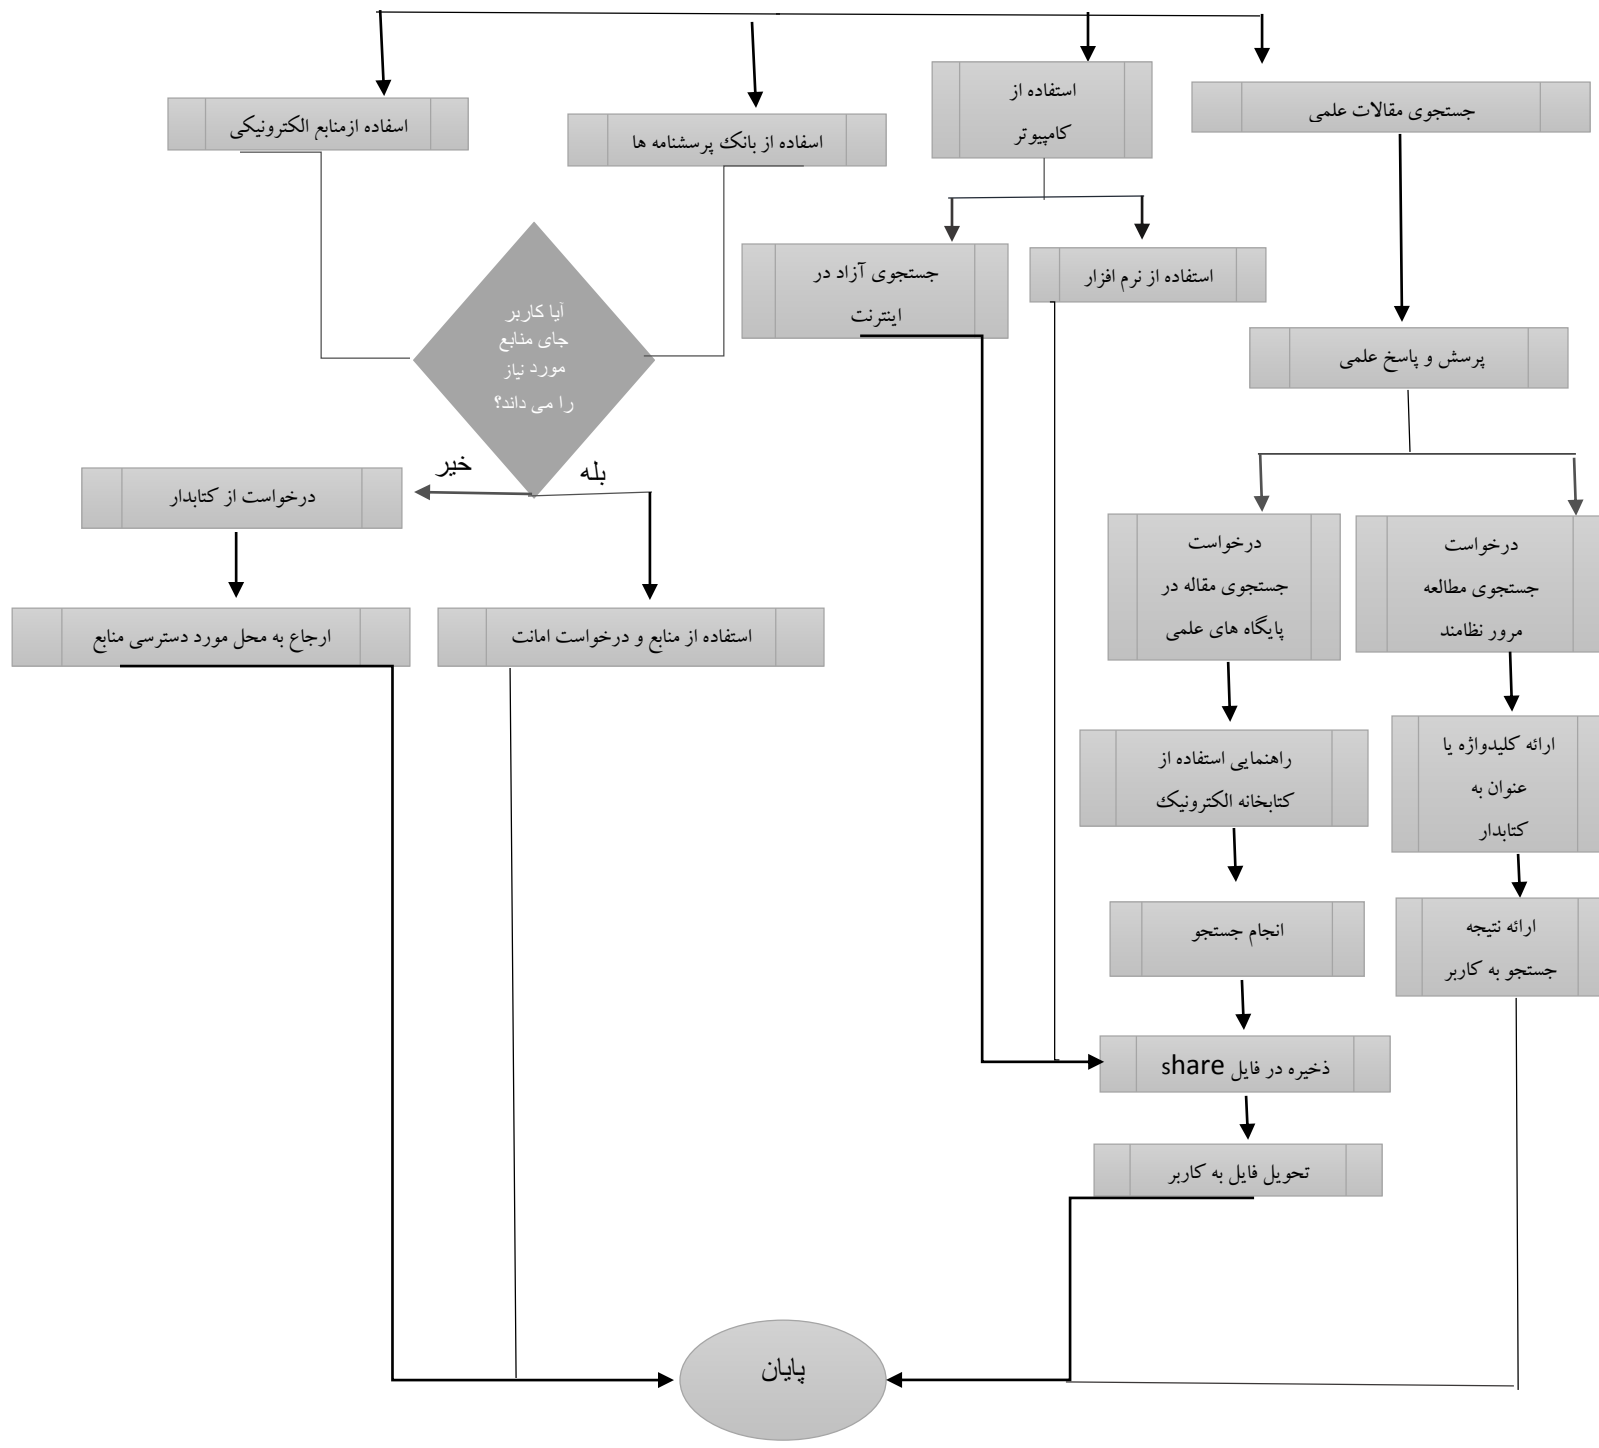 جستجوی مقالات علمی
استفاده از
کامپیوتر
اسفاده از بانک پرسشنامه ها
اسفاده ازمنابع الکترونیکی
استفاده از نرم افزار
جستجوی آزاد در
اینترنت
آیا کاربر
جای منابع
مورد نیاز
را می داند؟
پرسش و پاسخ علمی
بله
خیر
درخواست از کتابدار
درخواست
جستجوی مطالعه
مرور نظامند
درخواست
جستجوی مقاله در
پایگاه های علمی
استفاده از منابع و درخواست امانت
ارجاع به محل مورد دسترسی منابع
ارائه کلیدواژه یا
عنوان به
کتابدار
راهنمایی استفاده از
کتابخانه الکترونیک
ارائه نتیجه
جستجو به کاربر
انجام جستجو
ذخیره در فایل share
تحویل فایل به کاربر
پایان